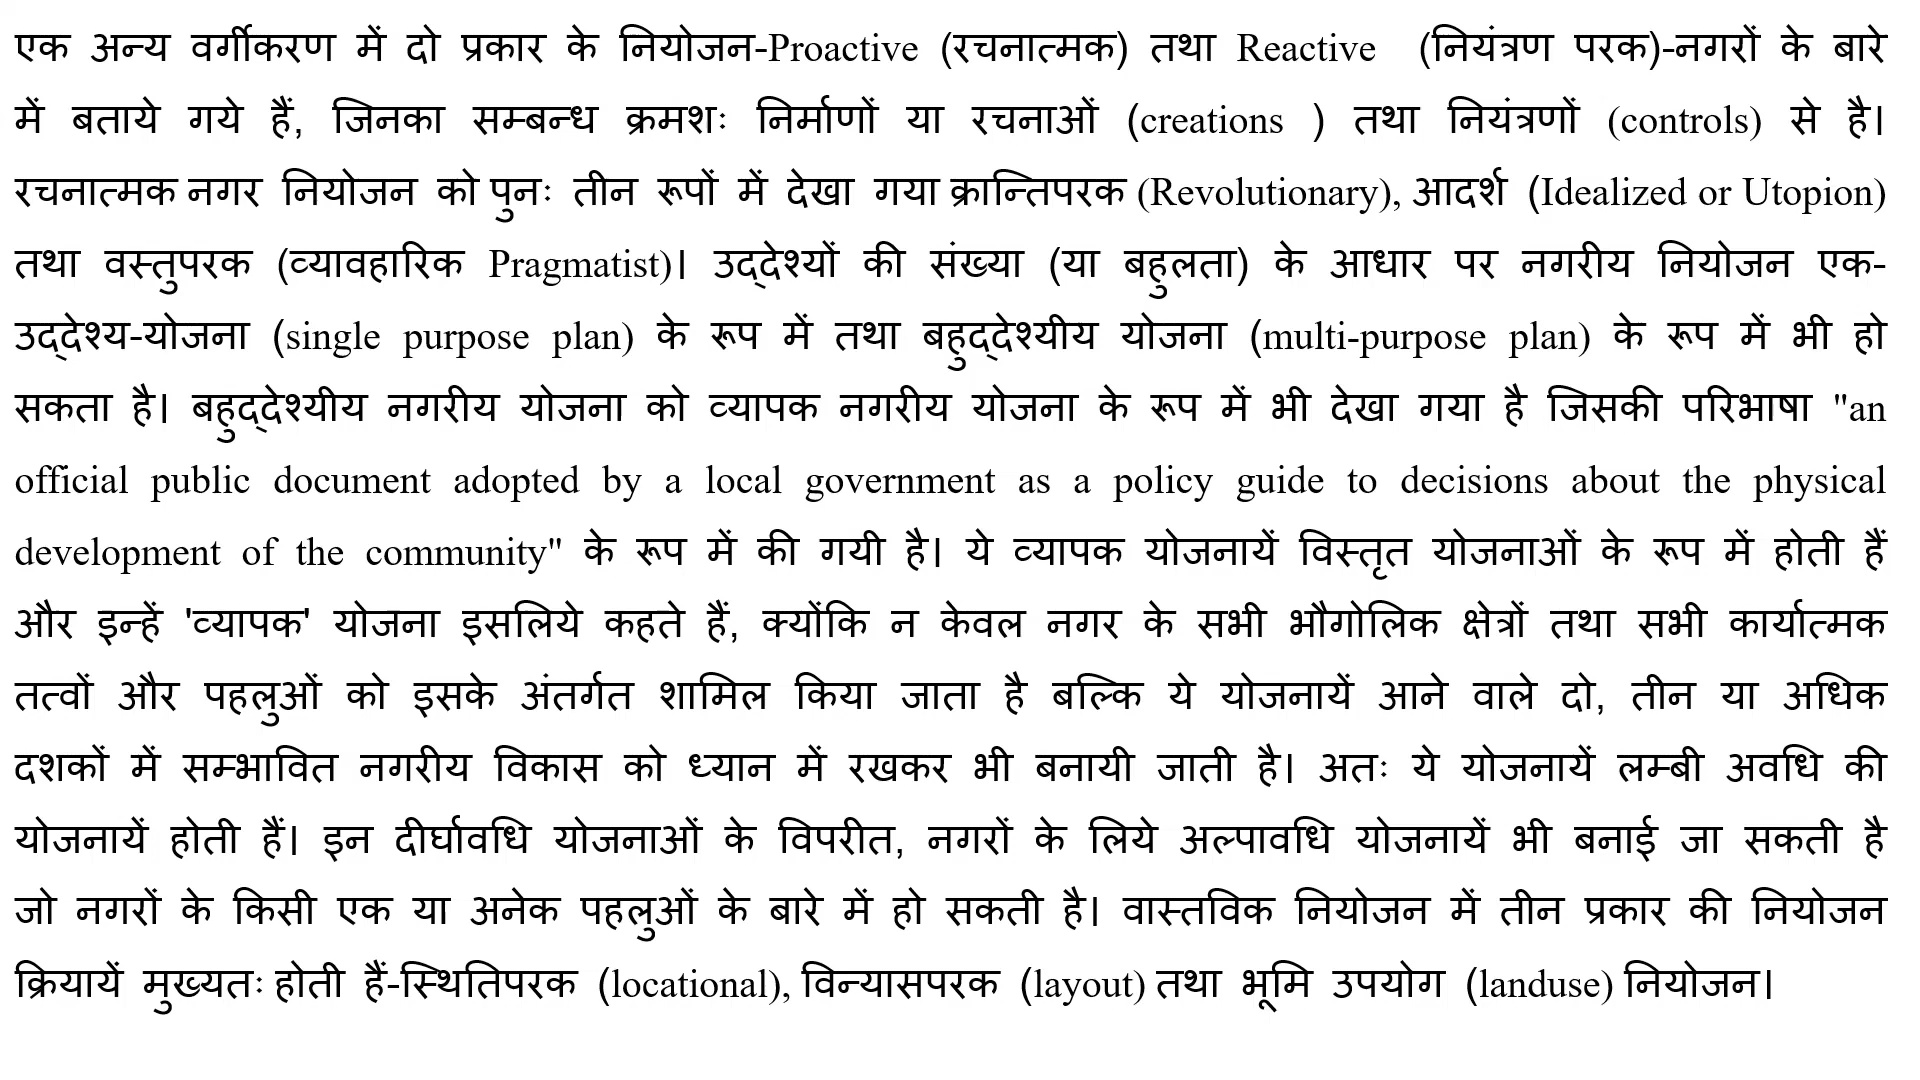 एक अन्य वर्गीकरण में दो प्रकार के नियोजन-Proactive (रचनात्मक) तथा Reactive (नियंत्रण परक)-नगरों के बारे
में बताये गये हैं, जिनका सम्बन्ध क्रमशः निर्माणों या रचनाओं (creations ) तथा नियंत्रणों (controls) से है।
रचनात्मक नगर नियोजन को पुनः तीन रूपों में देखा गया क्रान्तिपरक (Revolutionary), आदर्श (Idealized or Utopion)
तथा वस्तुपरक (व्यावहारिक Pragmatist)। उद्देश्यों की संख्या (या बहुलता) के आधार पर नगरीय नियोजन एक-
उद्देश्य-योजना (single purpose plan) के रूप में तथा बहुद्देश्यीय योजना (multi-purpose plan) के रूप में भी हो
सकता है। बहुद्देश्यीय नगरीय योजना को व्यापक नगरीय योजना के रूप में भी देखा गया है जिसकी परिभाषा "an
official public document adopted by a local government as a policy guide to decisions about the physical
development of the community" के रूप में की गयी है। ये व्यापक योजनायें विस्तृत योजनाओं के रूप में होती हैं
और इन्हें 'व्यापक' योजना इसलिये कहते हैं, क्योंकि न केवल नगर के सभी भौगोलिक क्षेत्रों तथा सभी कार्यात्मक
तत्वों और पहलुओं को इसके अंतर्गत शामिल किया जाता है बल्कि ये योजनायें आने वाले दो, तीन या अधिक
दशकों में सम्भावित नगरीय विकास को ध्यान में रखकर भी बनायी जाती है। अतः ये योजनायें लम्बी अवधि की
योजनायें होती हैं। इन दीर्घावधि योजनाओं के विपरीत, नगरों के लिये अल्पावधि योजनायें भी बनाई जा सकती है
जो नगरों के किसी एक या अनेक पहलुओं के बारे में हो सकती है। वास्तविक नियोजन में तीन प्रकार की नियोजन
क्रियायें मुख्यतः होती हैं-स्थितिपरक (locational), विन्यासपरक (layout) तथा भूमि उपयोग (landuse) नियोजन।